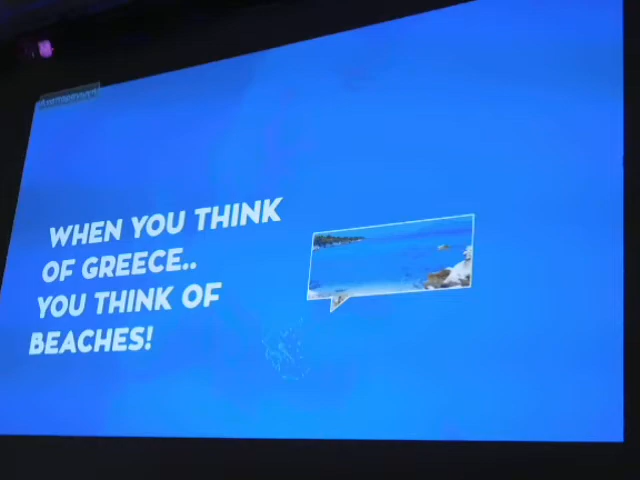 WHEN YOU THINK
OF GREECE..
YOU THINK OF
BEACHES!